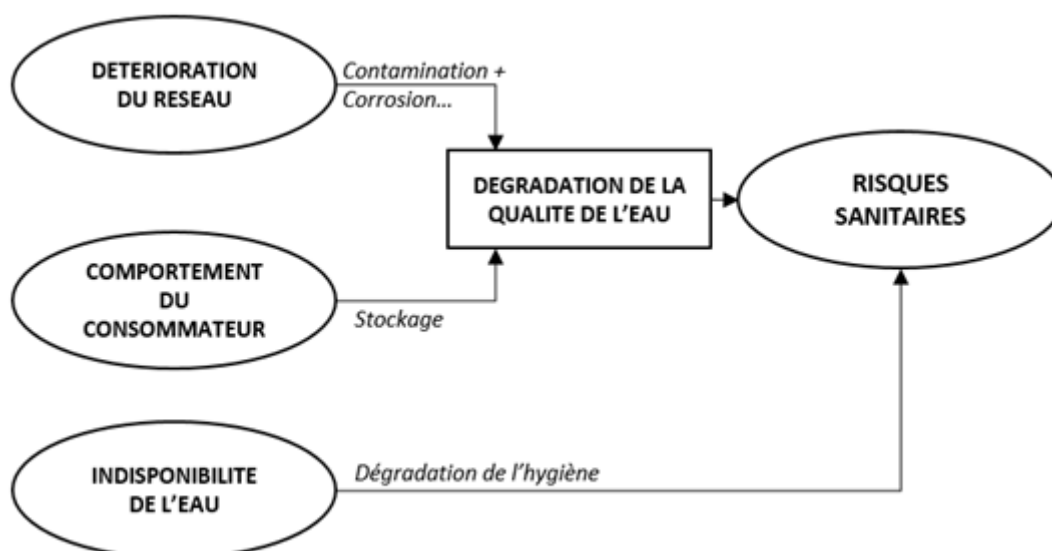 DETERIORATION
DU RESEAU
Contamination +
Corrosion...
DEGRADATION DE LA
QUALITE DE L’EAU
RISQUES
SANITAIRES
COMPORTEMENT
DU
CONSOMMATEUR
Stockage
INDISPONIBILITE
DE L’EAU
Dégradation de l’hygiène